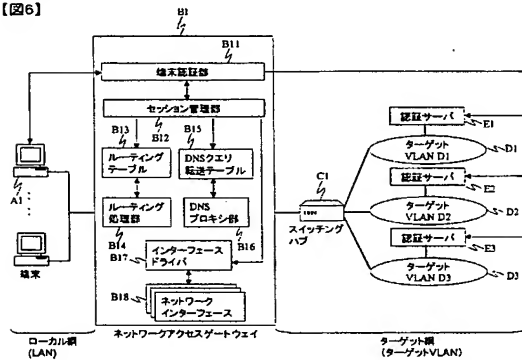 【図6】
B1
B11
端末認証部
セッション管理部
B13
B12
B15
ルーティング
テーブル
DNSクエリ
転送テーブル
ルーティング
処理部
DNS
プロキシ部
B14
B16
B17
インターフェース
ドライバ
B18
ネットワーク
インターフェース
A1
端末
C1
スイッチング
ハブ
認証サーバ
E1
ターゲット
VLAN D1
D1
認証サーバ
E2
ターゲット
VLAN D2
D2
認証サーバ
E3
ターゲット
VLAN D3
D3
ローカル網
(LAN)
ネットワークアクセスゲートウェイ
ターゲット網
(ターゲットVLAN)